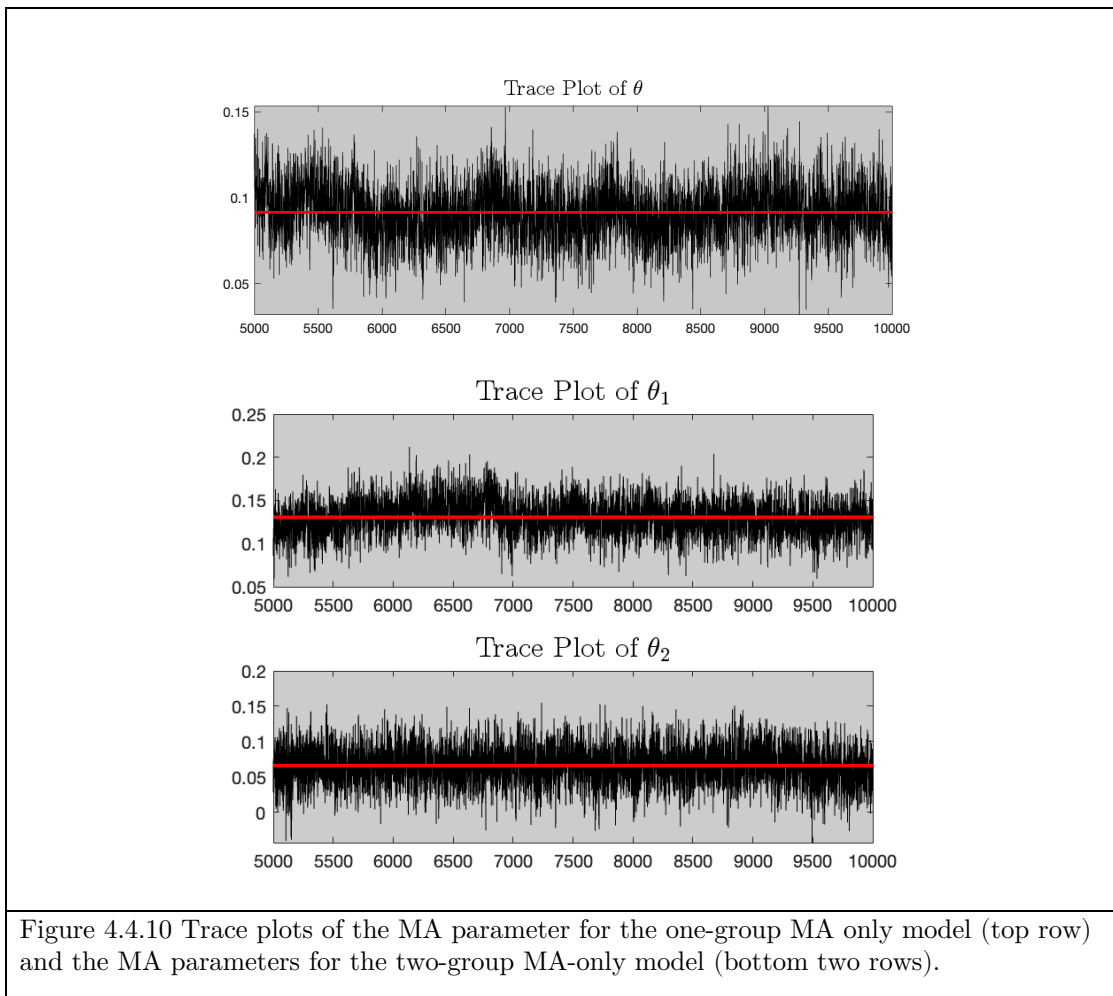 Trace Plot of θ
0.15
0.1
0.05
5000 5500 6000 6500 7000 7500 8000 8500 9000 9500 10000
Trace Plot of θ1
0.25
0.2
0.15
0.1
0.05
5000 5500 6000 6500 7000 7500 8000 8500 9000 9500 10000
Trace Plot of θ2
0.2
0.15
0.1
0.05
0
5000 5500 6000 6500 7000 7500 8000 8500 9000 9500 10000
Figure 4.4.10 Trace plots of the MA parameter for the one-group MA only model (top row)
and the MA parameters for the two-group MA-only model (bottom two rows).